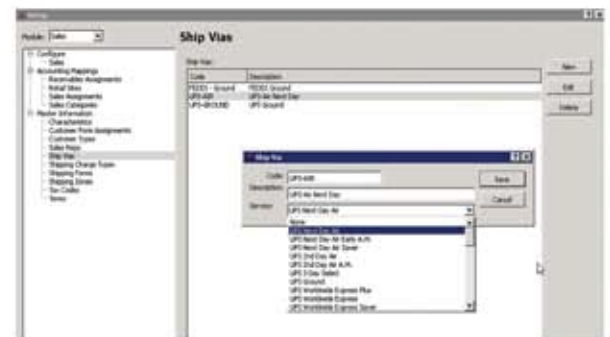 Module: Sales
Ship Vias
Configure
Sales
Accounting Mappings
Receivables Assignments
Retail Sites
Sales Assignments
Sales Categories
Master Information
Characteristics
Customer Form Assignments
Customer Types
Sales Reps
Ship Vias
Shipping Charge Types
Shipping Forms
Shipping Zones
Tax Codes
Terms
Ship Vias:
Code Description
FEDEX - Ground FEDEX Ground
UPS-AIR UPS Air Next Day
UPS-GROUND UPS Ground
New
Edit
Delete
Ship Via
Code: UPS-AIR
Description: UPS Air Next Day
Service: UPS Next Day Air
Save
Cancel
None
UPS Next Day Air
UPS Next Day Air Early A.M.
UPS Next Day Air Saver
UPS 2nd Day Air
UPS 2nd Day Air A.M.
UPS 3 Day Select
UPS Ground
UPS Worldwide Express Plus
UPS Worldwide Express
UPS Worldwide Express Saver